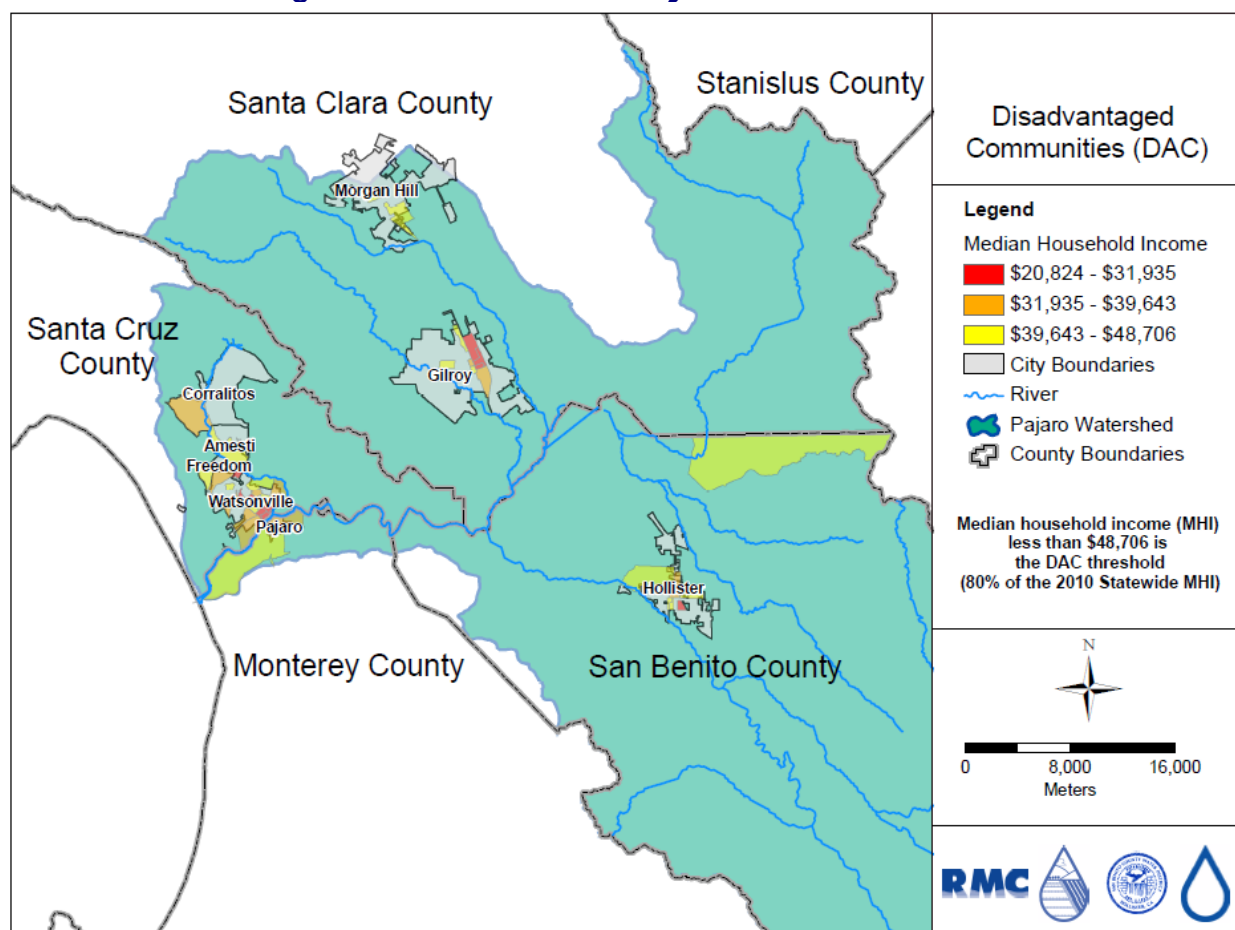 Santa Clara County
Stanislus County
Morgan Hill
Santa Cruz
County
Gilroy
Corralitos
Amesti
Freedom
Watsonville
Pajaro
Hollister
Monterey County
San Benito County
Disadvantaged
Communities (DAC)
Legend
Median Household Income
$20,824 - $31,935
$31,935 - $39,643
$39,643 - $48,706
City Boundaries
River
Pajaro Watershed
County Boundaries
Median household income (MHI)
less than $48,706 is
the DAC threshold
(80% of the 2010 Statewide MHI)
N
0 8,000 16,000
Meters
RMC